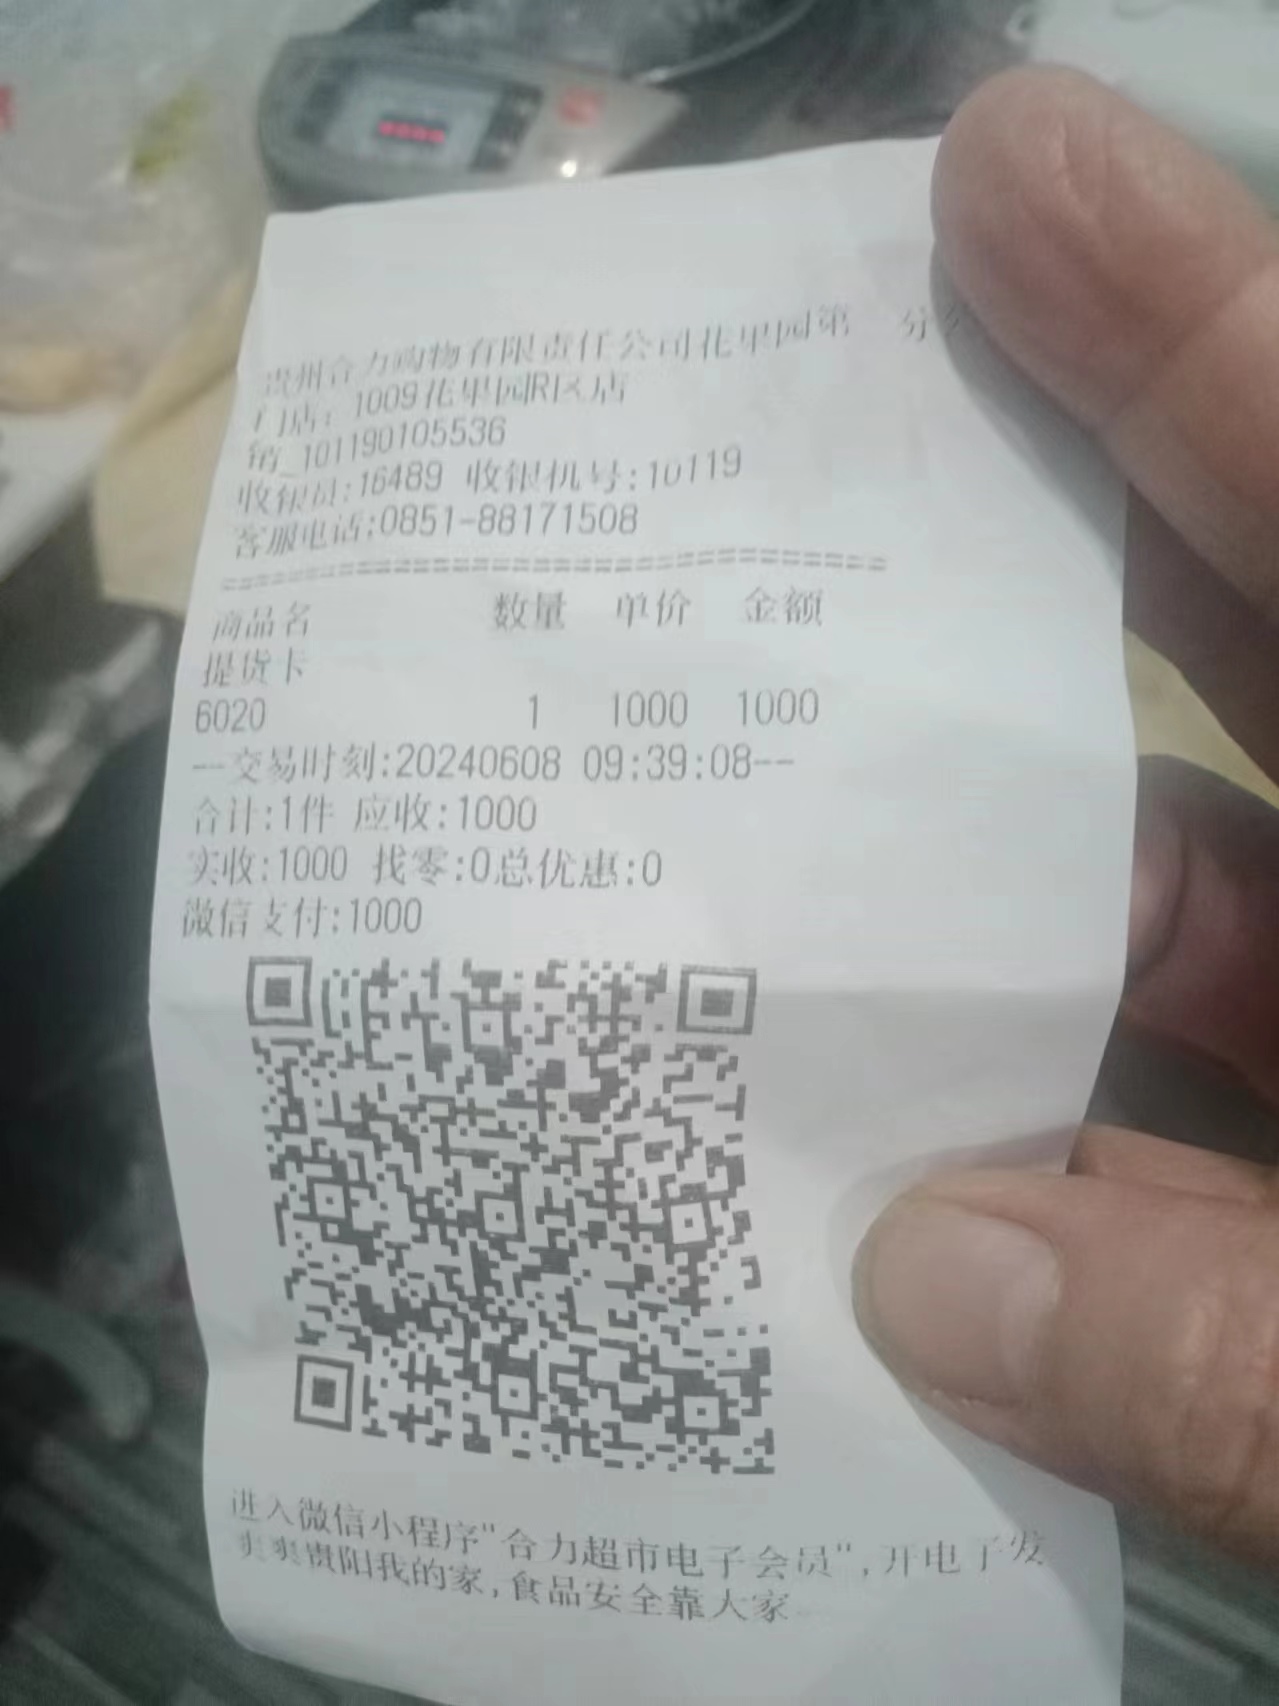 贵州合力购物有限责任公司花果园第 分公
门店: 1009花果园R区店
销_101190105536
收银员:16489 收银机号:10119
客服电话:0851-88171508
商品名 数量 单价 金额
提货卡
6020 1 1000 1000
--交易时刻:20240608 09:39:08--
合计:1件 应收:1000
实收:1000 找零:0总优惠:0
微信支付:1000
进入微信小程序"合力超市电子会员",开电子发
爽爽贵阳我的家,食品安全靠大家